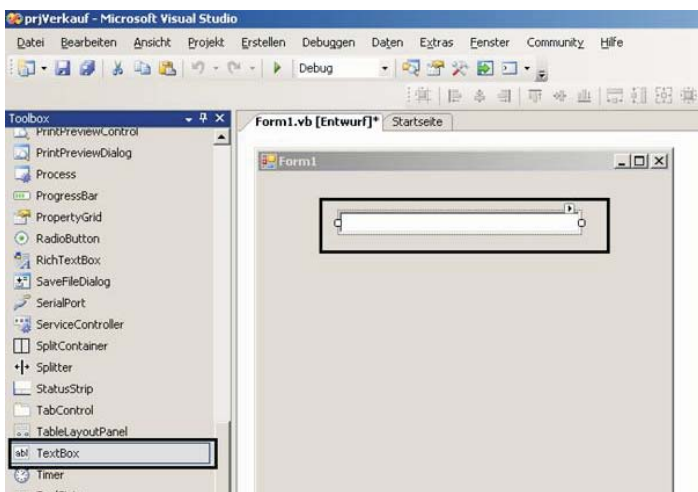 prjVerkauf - Microsoft Visual Studio
Datei Bearbeiten Ansicht Projekt Erstellen Debuggen Daten Extras Fenster Community Hilfe
Debug
Toolbox
Form1.vb [Entwurf]* Startseite
PrintPreviewControl
PrintPreviewDialog
Form1
Process
ProgressBar
PropertyGrid
RadioButton
RichTextBox
SaveFileDialog
SerialPort
ServiceController
SplitContainer
Splitter
StatusStrip
TabControl
TableLayoutPanel
abl TextBox
Timer